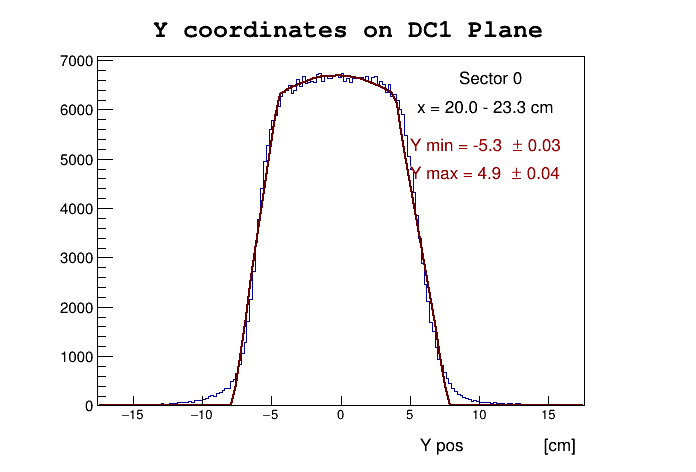 Y coordinates on DC1 Plane
7000
6000
5000
4000
3000
2000
1000
0
Sector 0
x = 20.0 - 23.3 cm
Y min = -5.3 ± 0.03
Y max = 4.9 ± 0.04
−15 −10 −5 0 5 10 15
Y pos [cm]